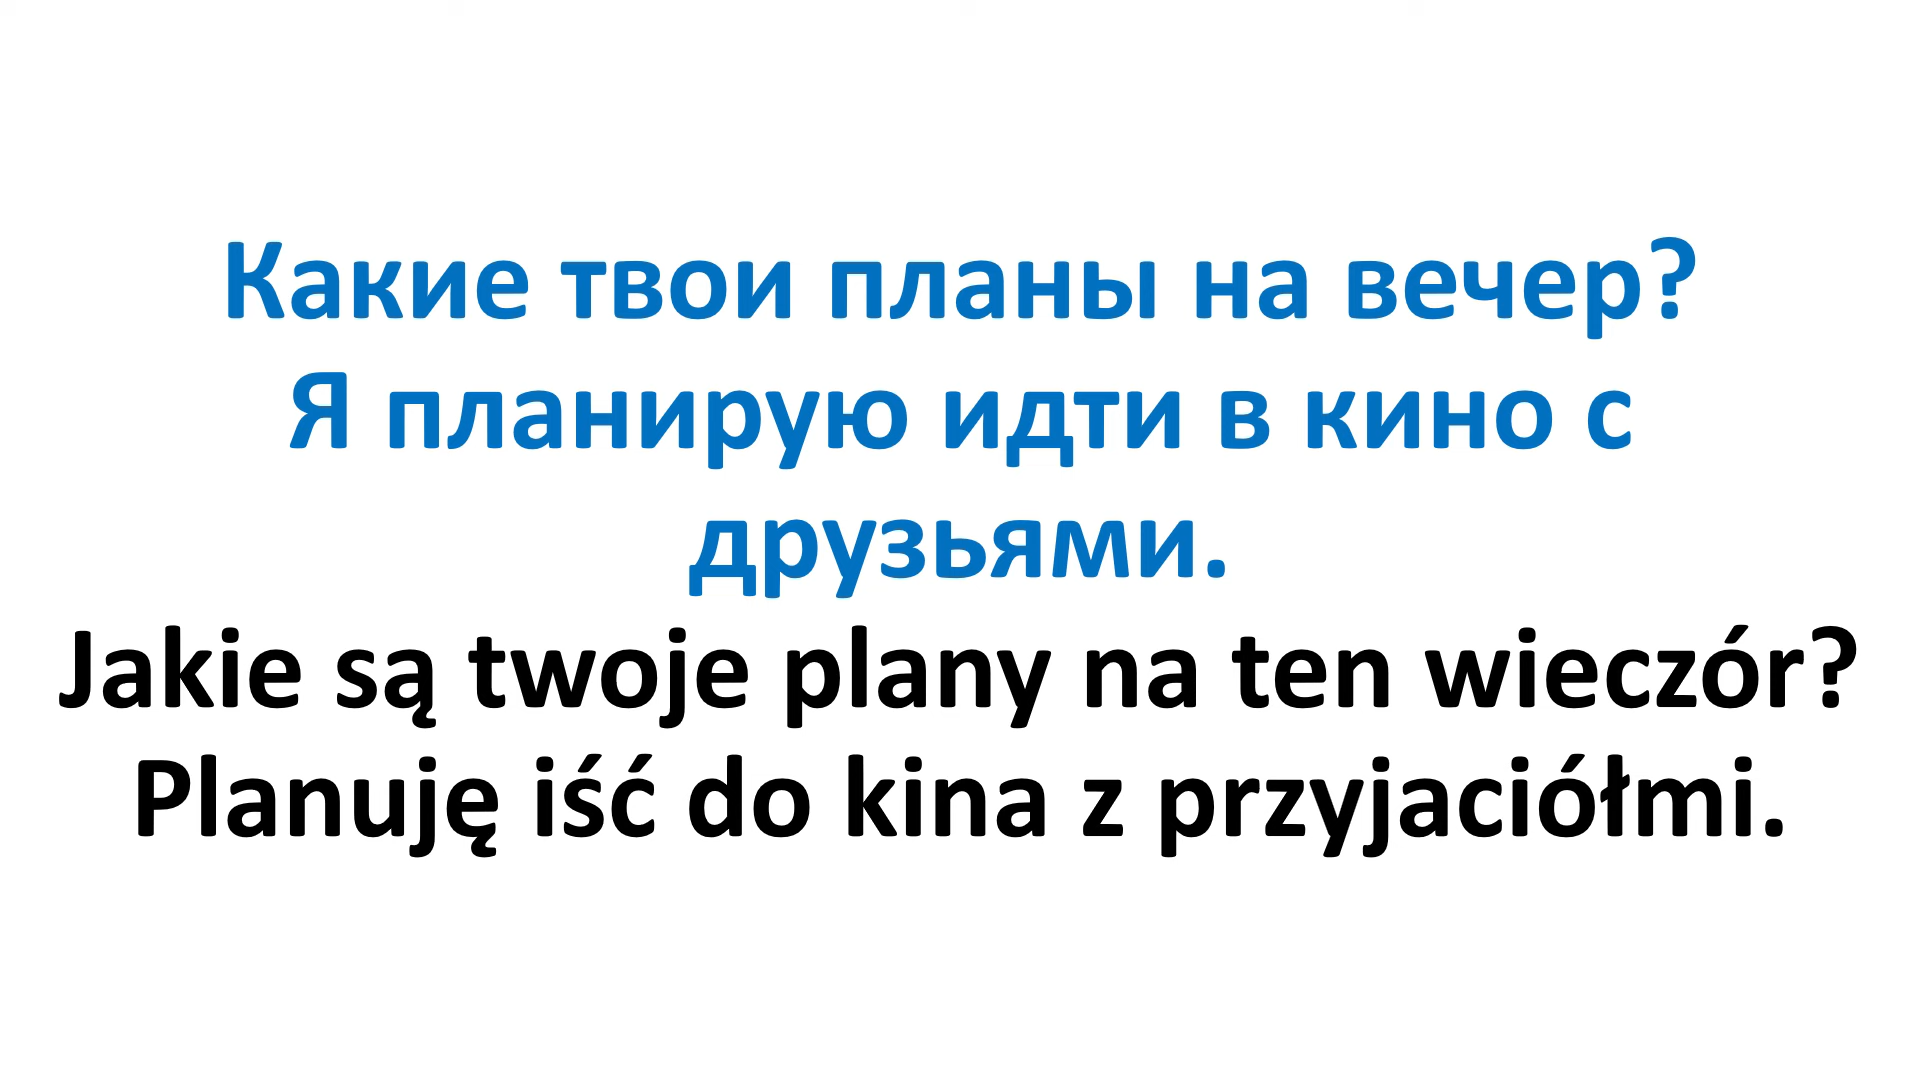 Какие твои планы на вечер?
Я планирую идти в кино с
друзьями.
Jakie są twoje plany na ten wieczór?
Planuję iść do kina z przyjaciółmi.